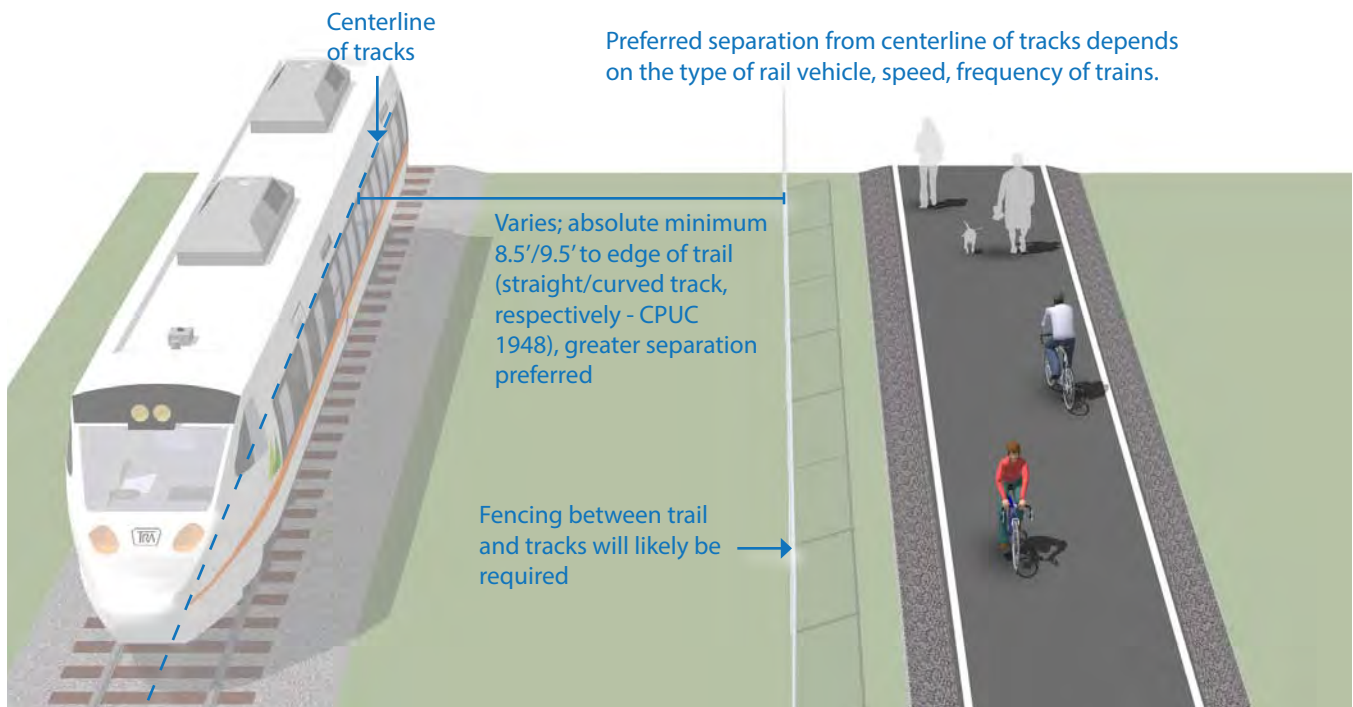 Centerline
of tracks
Preferred separation from centerline of tracks depends
on the type of rail vehicle, speed, frequency of trains.
Varies; absolute minimum
8.5’/9.5’ to edge of trail
(straight/curved track,
respectively - CPUC
1948), greater separation
preferred
Fencing between trail
and tracks will likely be
required
TRA